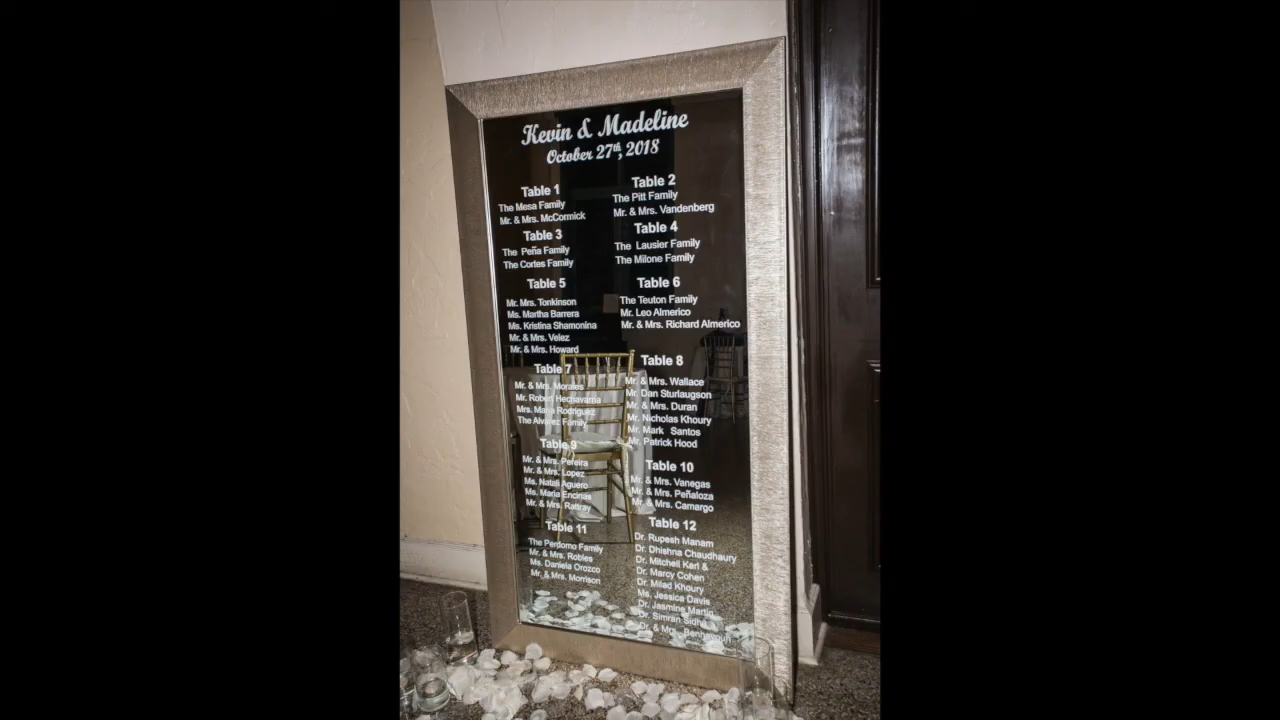 Kevin & Madeline
October 27th, 2018
Table 1
The Mesa Family
Mr. & Mrs. McCormick
Table 2
The Pitt Family
Mr. & Mrs. Vandenberg
Table 3
The Peña Family
The Cortes Family
Table 4
The Lausier Family
The Milone Family
Table 5
Mr. Mrs. Tonkinson
Ms. Martha Barrera
Ms. Kristina Shamonina
Mr. & Mrs. Velez
Mr. & Mrs. Howard
Table 6
The Teuton Family
Mr. Leo Almerico
Mr. & Mrs. Richard Almerico
Table 7
Mr. & Mrs. Morales
Mr. Robert Hechavarria
Mrs. Maria Rodriguez
The Alvarez Family
Table 8
Mr. & Mrs. Wallace
Mr. Dan Sturlaugson
Mr. & Mrs. Duran
Mr. Nicholas Khoury
Mr. Mark Santos
Mr. Patrick Hood
Table 9
Mr. & Mrs. Pereira
Mr. & Mrs. Lopez
Ms. Natali Aguero
Ms. Maria Encinas
Mr. & Mrs. Rattray
Table 10
Mr. & Mrs. Vanegas
Mr. & Mrs. Peñaloza
Mr. & Mrs. Camargo
Table 11
The Perdomo Family
Mr. & Mrs. Robles
Ms. Daniela Orozco
Mr. & Mrs. Morrison
Table 12
Dr. Rupesh Manam
Dr. Dhishna Chaudhaury
Dr. Mitchell Karl &
Dr. Marcy Cohen
Dr. Milad Khoury
Ms. Jessica Davis
Dr. Jasmine Martin
Dr. Simran Sidhu
Dr. & Mrs.